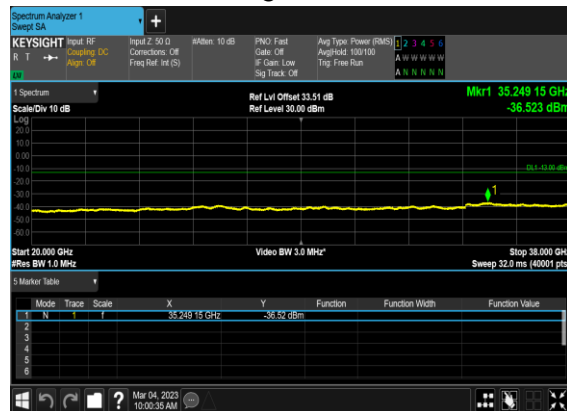 Spectrum Analyzer 1
Swept SA
KEYSIGHT
R T
LXI
Input: RF
Coupling: DC
Align: Off
Input Z: 50 Ω
Corrections: Off
Freq Ref: Int (S)
#Atten: 10 dB
PNO: Fast
Gate: Off
IF Gain: Low
Sig Track: Off
Avg Type: Power (RMS)
Avg|Hold: 100/100
Trig: Free Run
1 2 3 4 5 6
A W W W W W
A N N N N N
1 Spectrum
Scale/Div 10 dB
Ref Lvl Offset 33.51 dB
Ref Level 30.00 dBm
Mkr1 35.249 15 GHz
-36.523 dBm
Log
20.0
10.0
0.00
-10.0
-20.0
-30.0
-40.0
-50.0
-60.0
DL1 -13.00 dBm
1
Start 20.000 GHz
#Res BW 1.0 MHz
Video BW 3.0 MHz*
Stop 38.000 GHz
Sweep 32.0 ms (40001 pts)
5 Marker Table
Mode Trace Scale X Y Function Function Width Function Value
1 N 1 f 35.249 15 GHz -36.52 dBm
2
3
4
5
6
?
Mar 04, 2023
10:00:35 AM